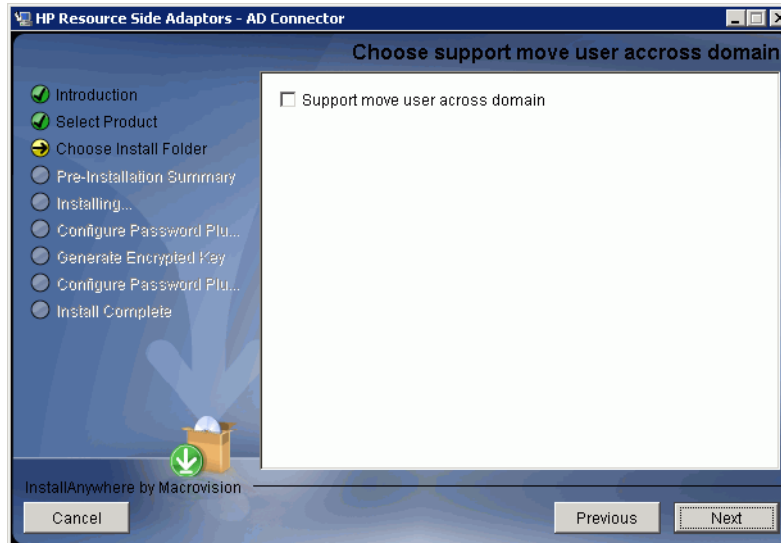 HP Resource Side Adaptors - AD Connector
Choose support move user accross domain
Introduction
Select Product
Choose Install Folder
Pre-Installation Summary
Installing...
Configure Password Plu...
Generate Encrypted Key
Configure Password Plu...
Install Complete
Support move user across domain
InstallAnywhere by Macrovision
Cancel
Previous
Next